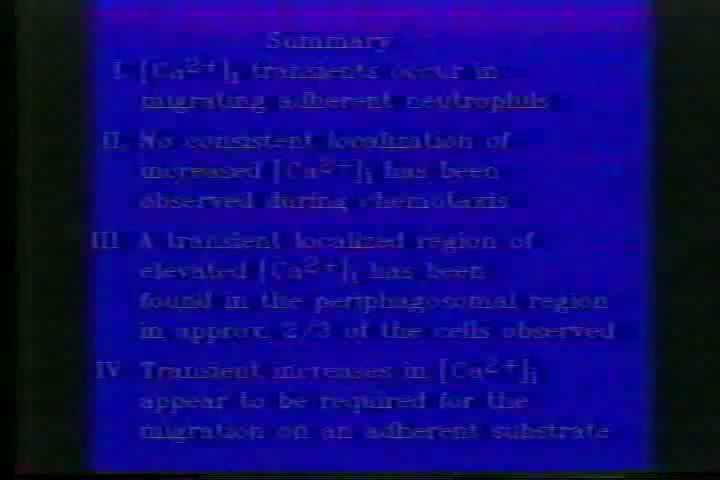 Summary
I. [Ca²⁺]i transients occur in
migrating adherent neutrophils
II. No consistent localization of
increased [Ca²⁺]i has been
observed during chemotaxis
III. A transient localized region of
elevated [Ca²⁺]i has been
found in the periphagosomal region
in approx. 2/3 of the cells observed
IV. Transient increases in [Ca²⁺]i
appear to be required for the
migration on an adherent substrate